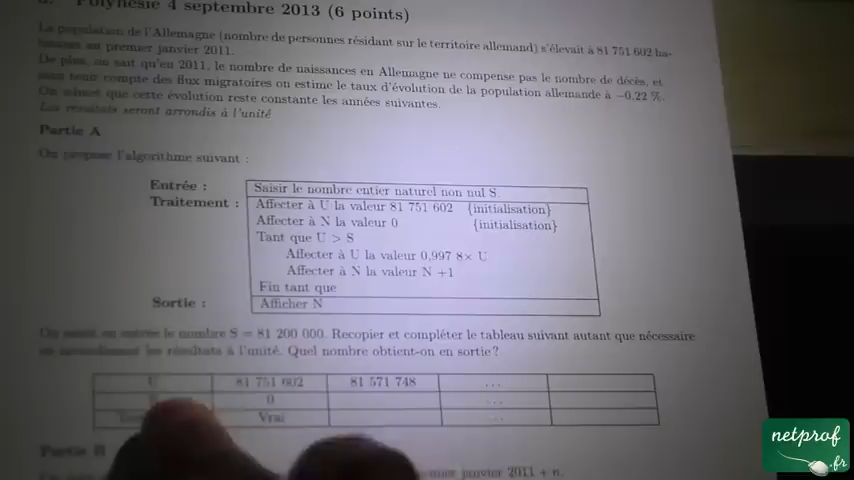 Polynésie 4 septembre 2013 (6 points)
La population de l'Allemagne (nombre de personnes résidant sur le territoire allemand) s'élevait à 81 751 602 ha-
bitants au premier janvier 2011.
De plus, on sait qu'en 2011, le nombre de naissances en Allemagne ne compense pas le nombre de décès, et
sans tenir compte des flux migratoires on estime le taux d'évolution de la population allemande à −0,22 %.
On admet que cette évolution reste constante les années suivantes.
Les résultats seront arrondis à l'unité
Partie A
On propose l'algorithme suivant :
Entrée : Saisir le nombre entier naturel non nul S.
Traitement : Affecter à U la valeur 81 751 602 {initialisation}
Affecter à N la valeur 0 {initialisation}
Tant que U > S
Affecter à U la valeur 0,997 8× U
Affecter à N la valeur N +1
Fin tant que
Sortie : Afficher N
On saisit en entrée le nombre S = 81 200 000. Recopier et compléter le tableau suivant autant que nécessaire
en arrondissant les résultats à l'unité. Quel nombre obtient-on en sortie ?
U 81 751 602 81 571 748 ...
0 ...
Vrai ...
Partie B
janvier 2011 + n.
netprof
.fr